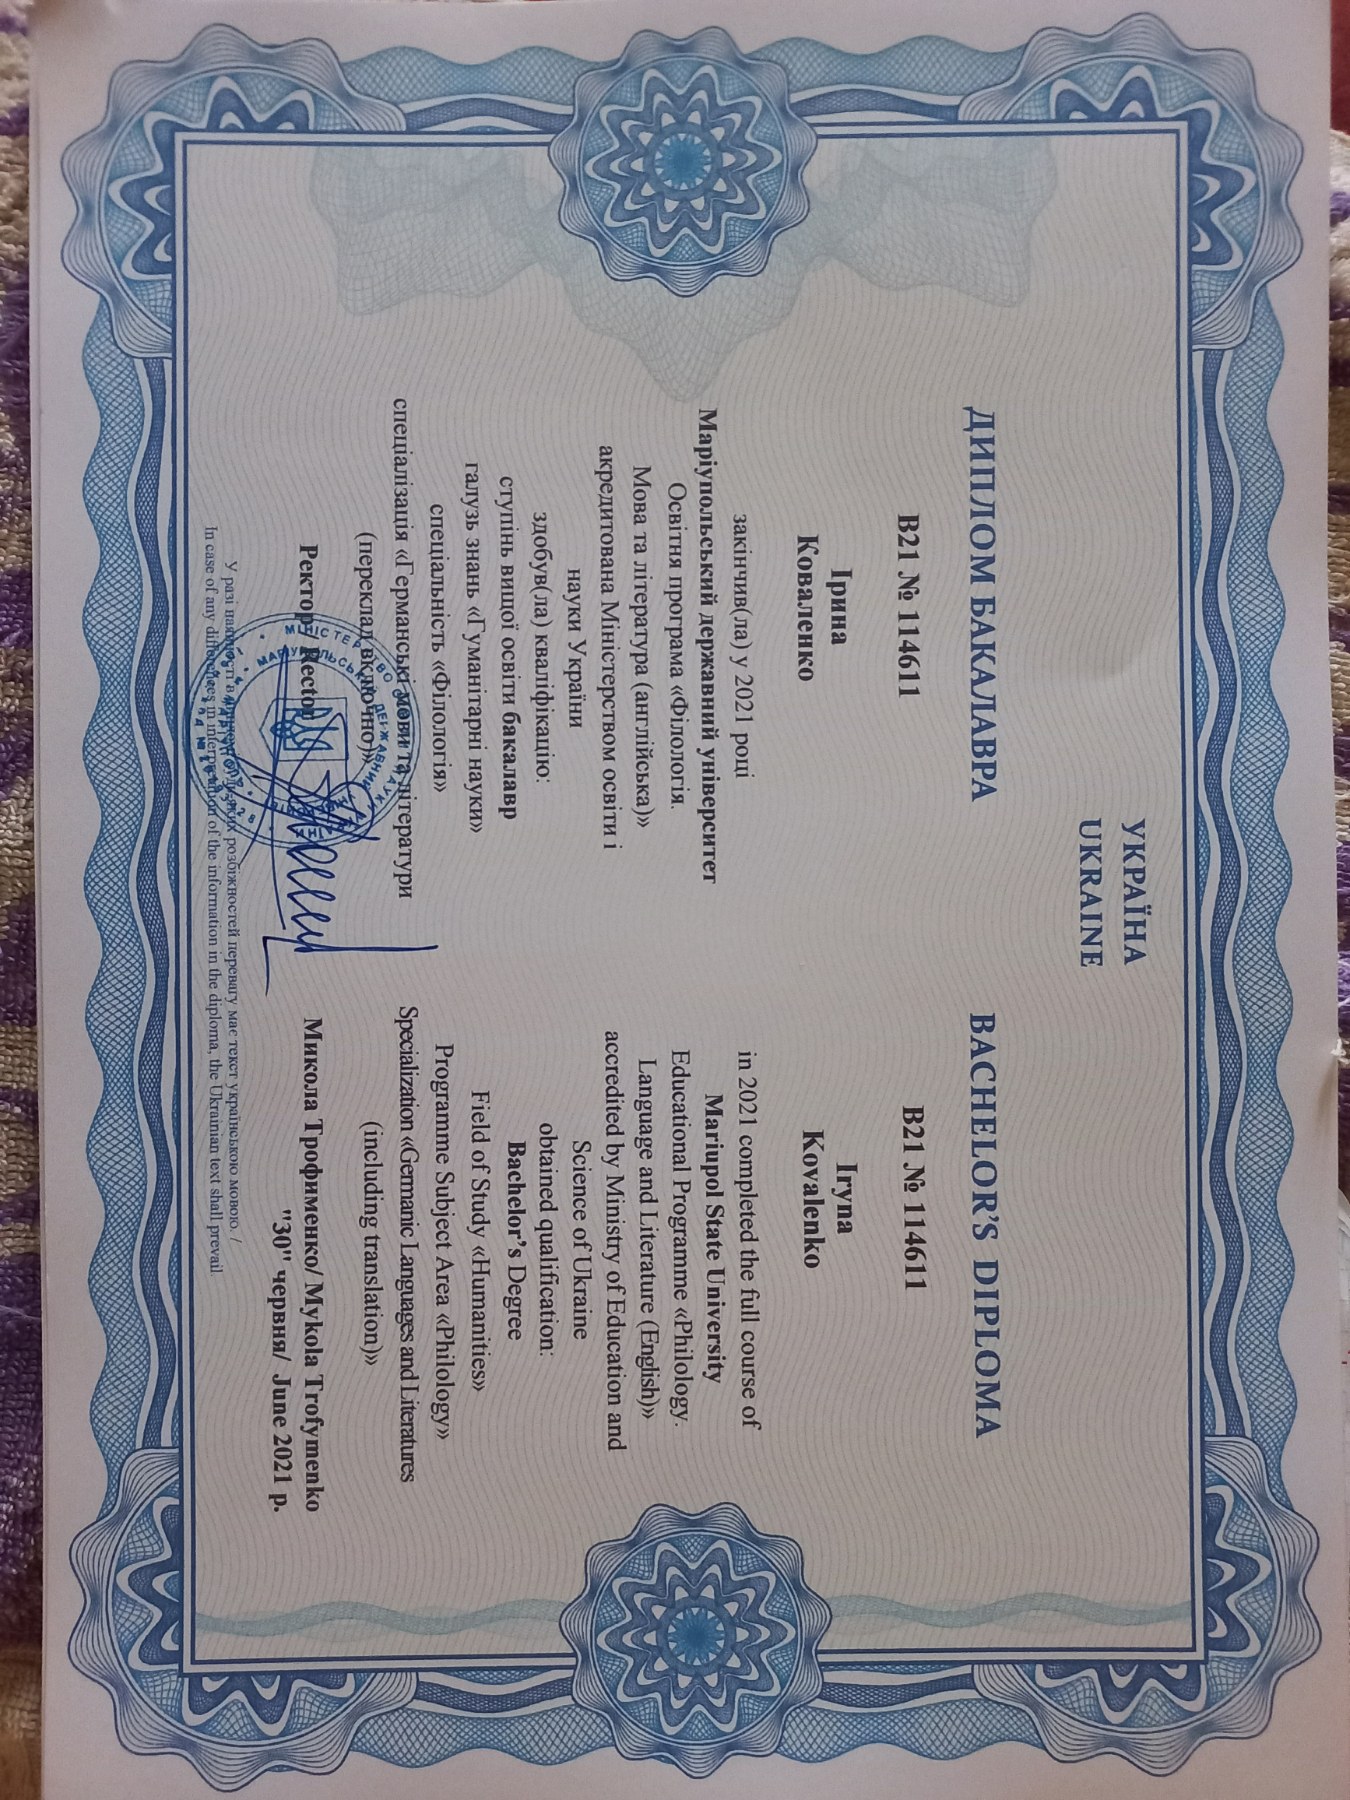 УКРАЇНА
UKRAINE
ДИПЛОМ БАКАЛАВРА
B21 № 114611
Ірина
Коваленко
закінчив(ла) у 2021 році
Маріупольський державний університет
Освітня програма «Філологія.
Мова та література (англійська)»
акредитована Міністерством освіти і
науки України
здобув(ла) кваліфікацію:
ступінь вищої освіти бакалавр
галузь знань «Гуманітарні науки»
спеціальність «Філологія»
спеціалізація «Германські мови та літератури
(переклад включно)»
BACHELOR'S DIPLOMA
B21 № 114611
Iryna
Kovalenko
in 2021 completed the full course of
Mariupol State University
Educational Programme «Philology.
Language and Literature (English)»
accredited by Ministry of Education and
Science of Ukraine
obtained qualification:
Bachelor's Degree
Field of Study «Humanities»
Programme Subject Area «Philology»
Specialization «Germanic Languages and Literatures
(including translation)»
Ректор/ Rector
Микола Трофименко/ Mykola Trofymenko
"30" червня/ June 2021 р.
У разі в розбіжностей перевагу має текст українською мовою. /
In case of any differences in interpretation of the information in the diploma, the Ukrainian text shall prevail